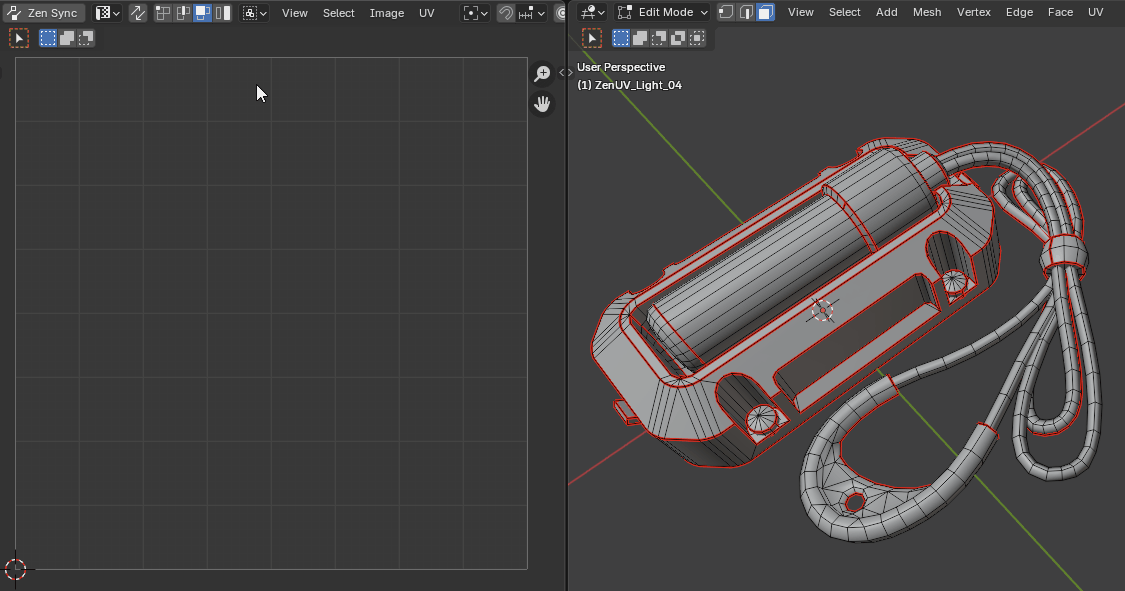 Zen Sync View Select Image UV
Edit Mode View Select Add Mesh Vertex Edge Face UV
User Perspective
(1) ZenUV_Light_04